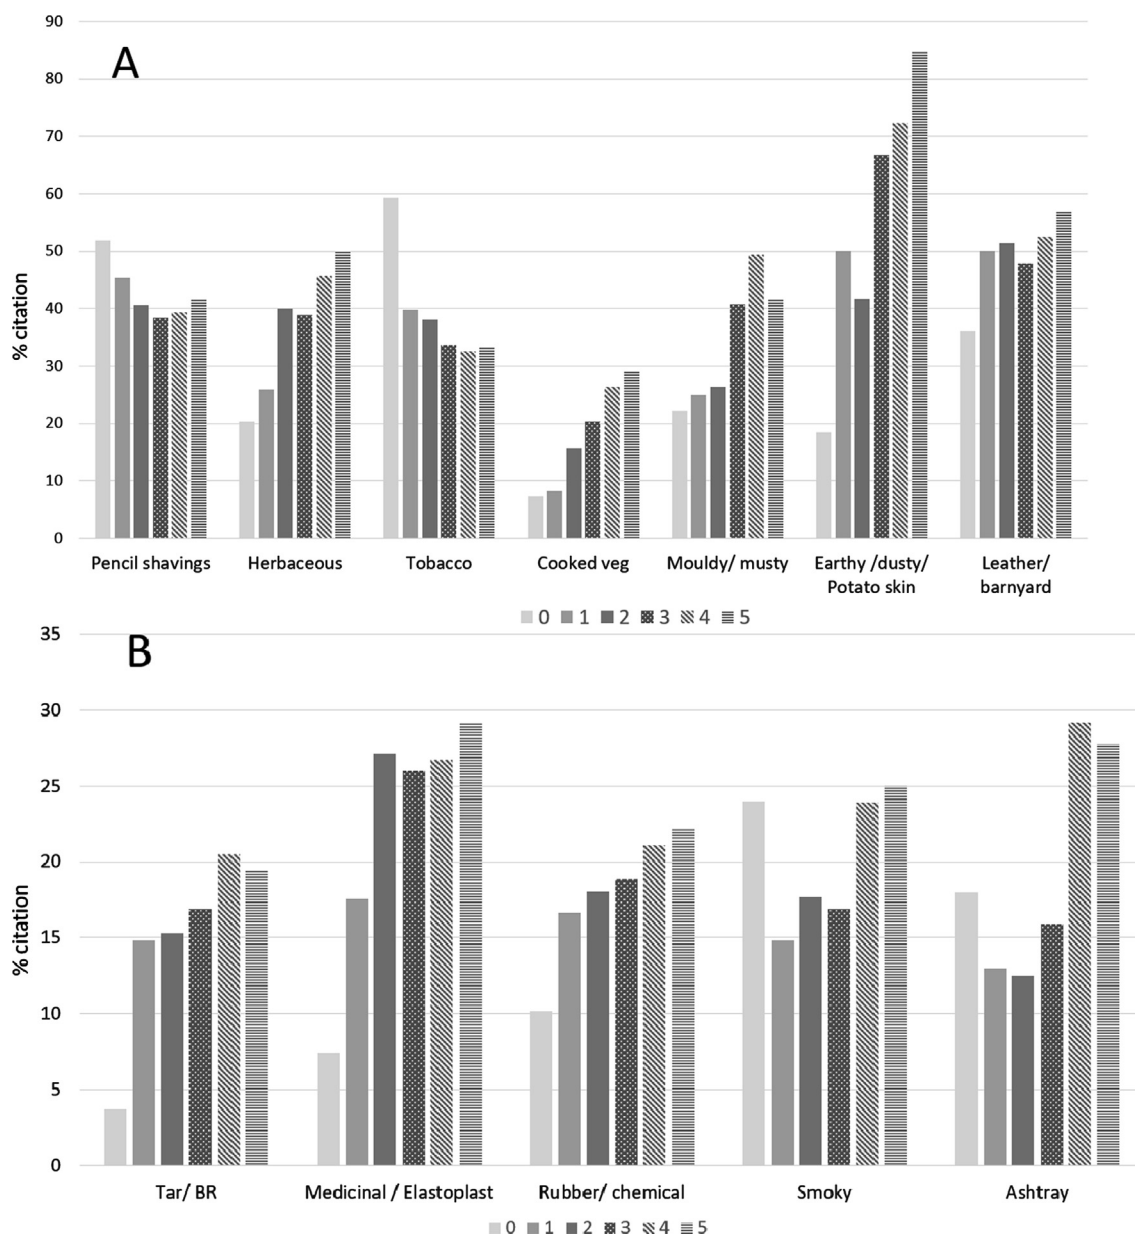 90
80
70
60
50
40
30
20
10
0
A
% citation
Pencil shavings Herbaceous Tobacco Cooked veg Mouldy/ musty Earthy /dusty/ Leather/
Potato skin barnyard
0 1 2 3 4 5
35
30
25
20
15
10
5
0
B
% citation
Tar/ BR Medicinal / Elastoplast Rubber/ chemical Smoky Ashtray
0 1 2 3 4 5